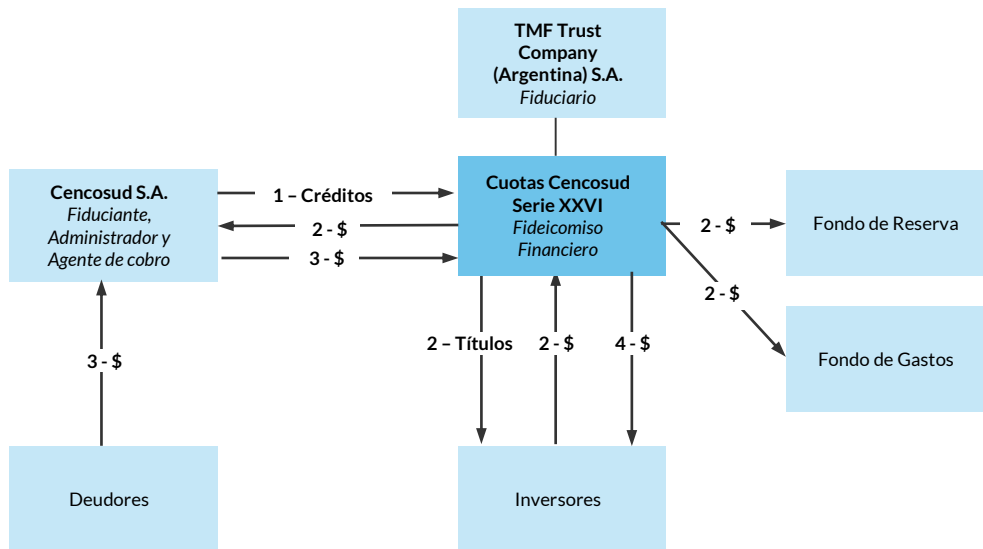 TMF Trust
Company
(Argentina) S.A.
Fiduciario
Cencosud S.A.
Fiduciante,
Administrador y
Agente de cobro
1 – Créditos
2 - $
3 - $
Cuotas Cencosud
Serie XXVI
Fideicomiso
Financiero
2 - $
Fondo de Reserva
2 - $
Fondo de Gastos
3 - $
2 – Títulos
2 - $
4 - $
Deudores
Inversores